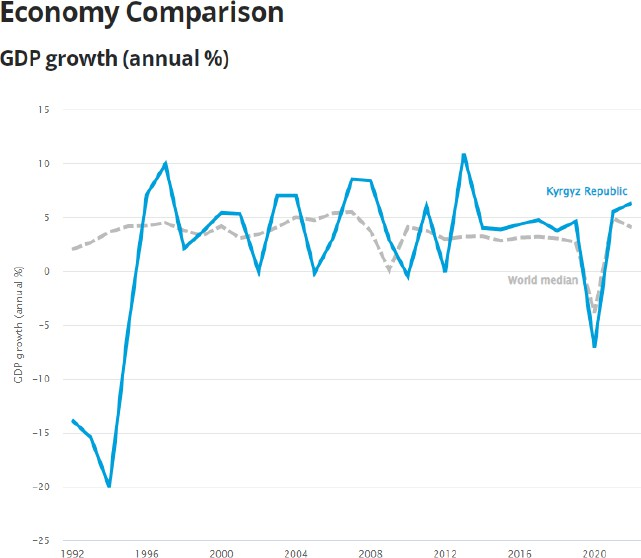 Economy Comparison
GDP growth (annual %)
15
10
Kyrgyz Republic
5
0
World median
GDP growth (annual %)
−5
−10
−15
−20
−25
1992 1996 2000 2004 2008 2012 2016 2020